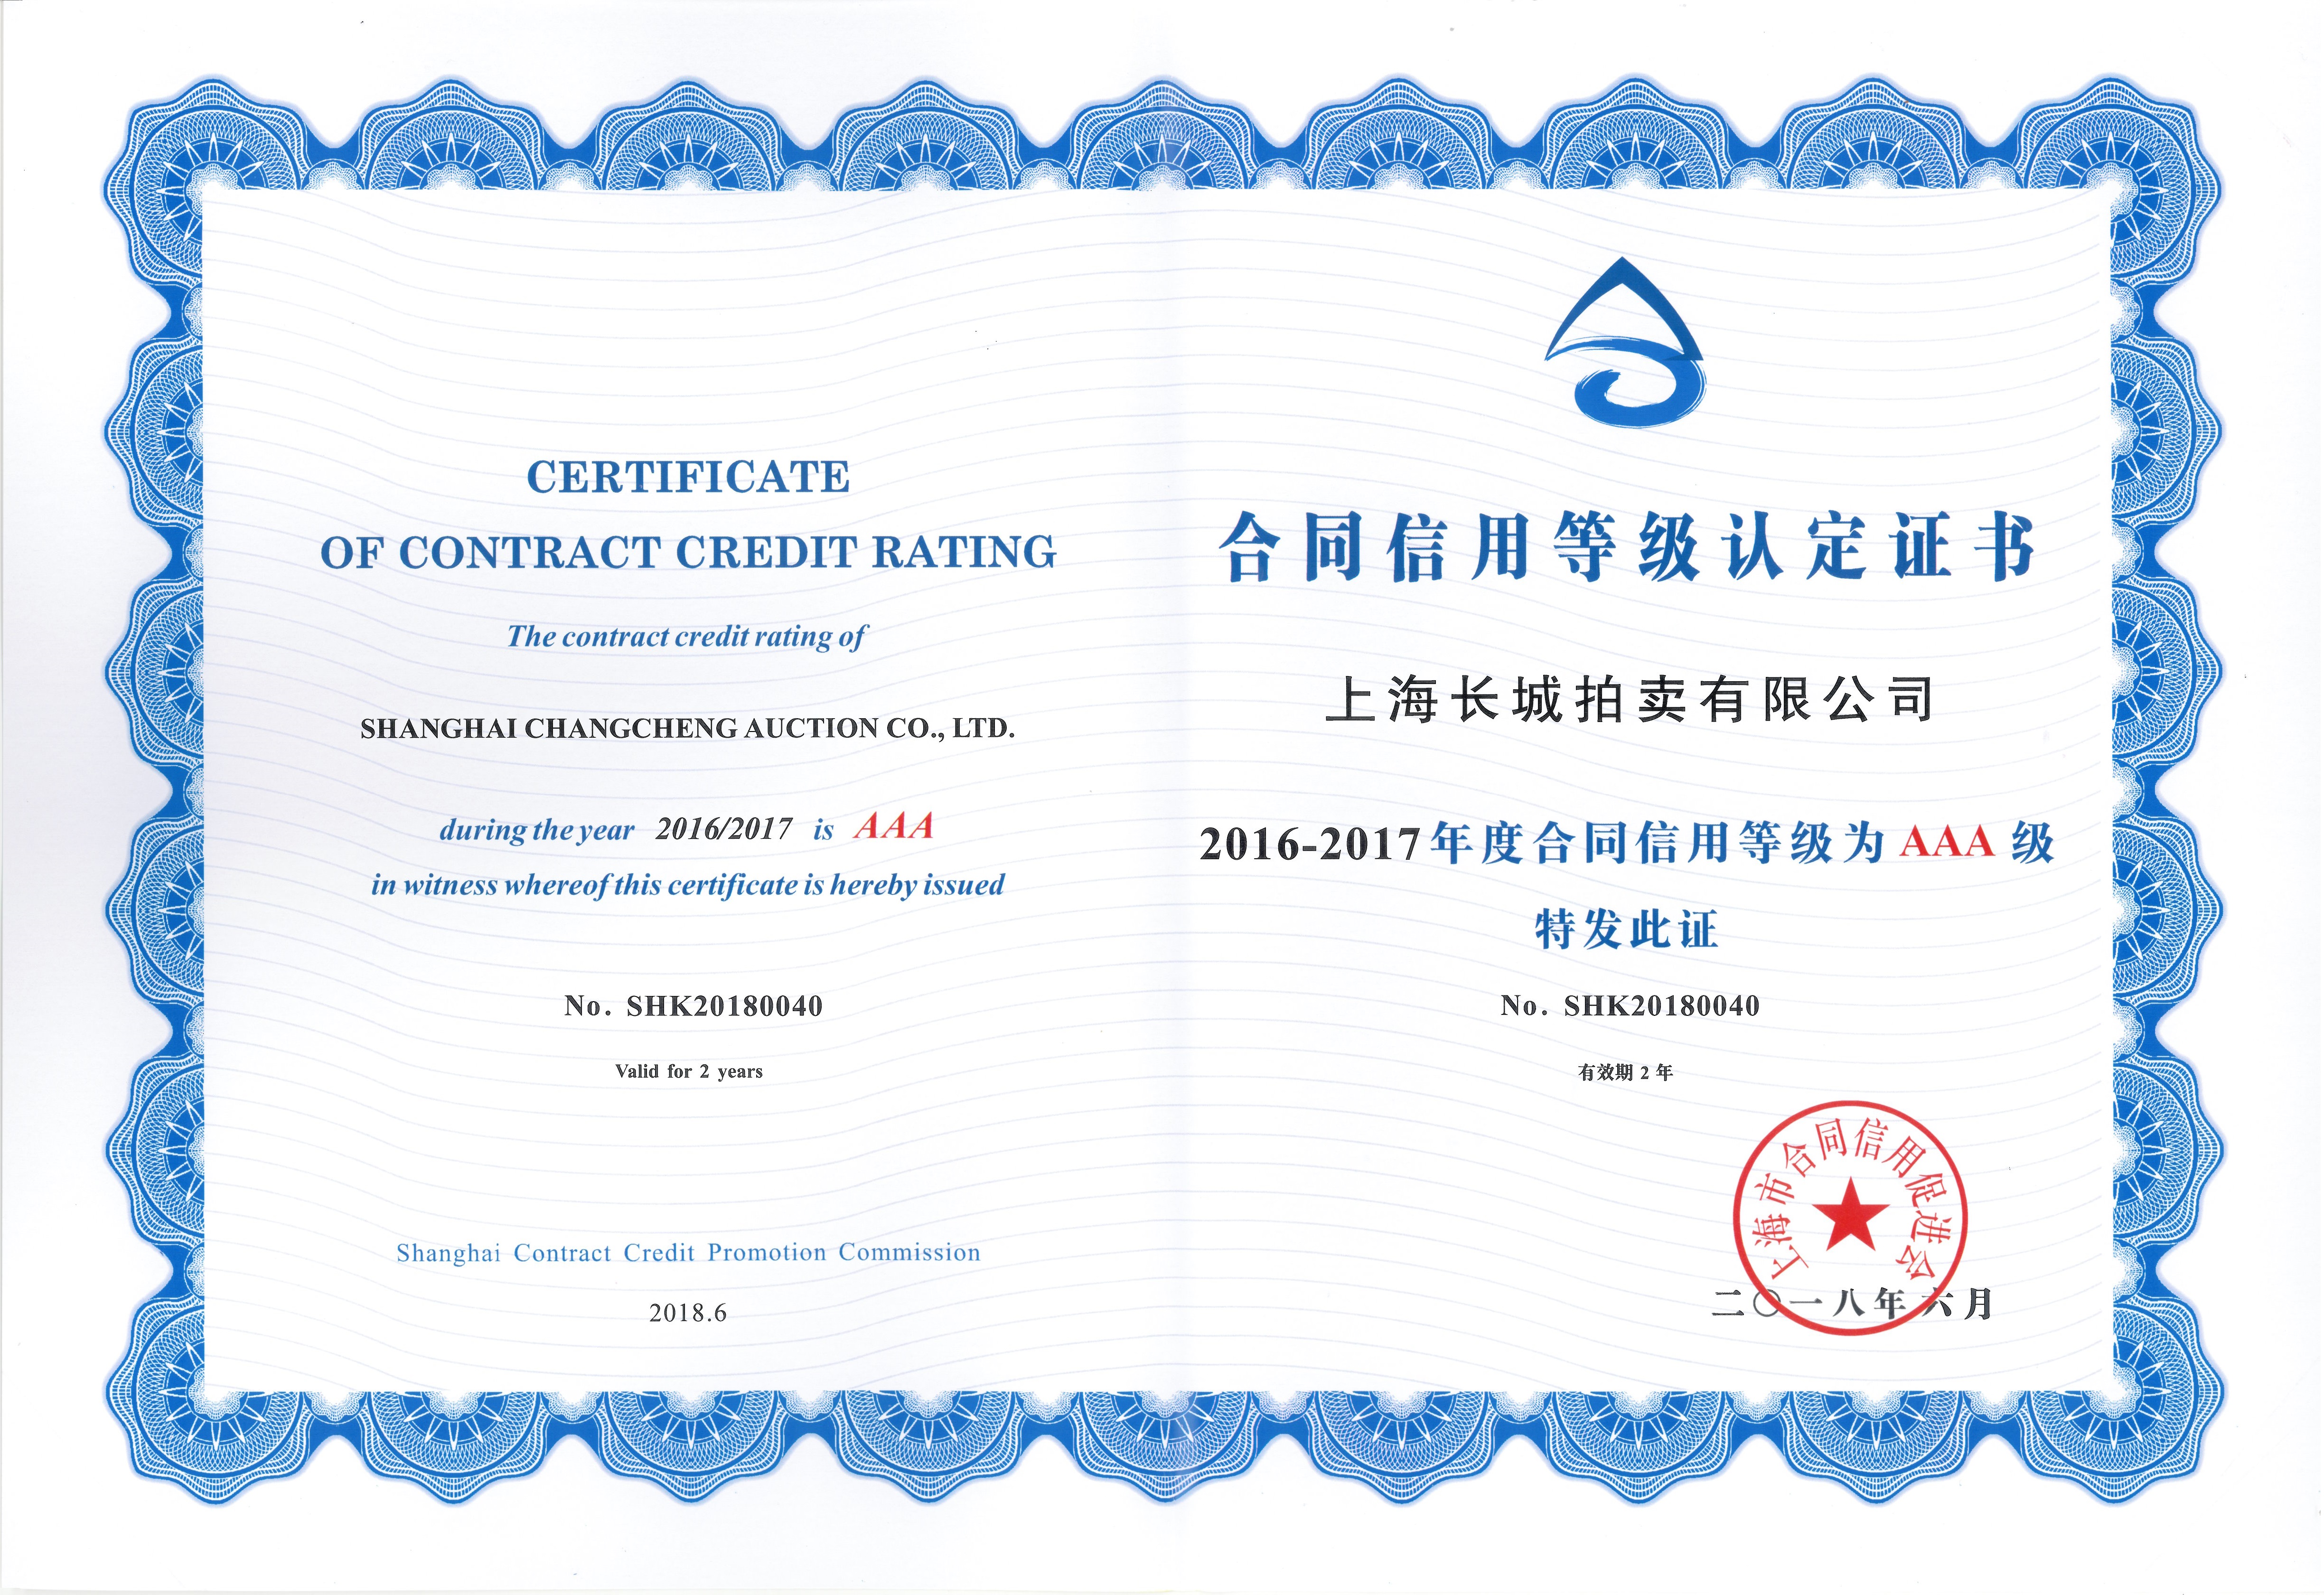 CERTIFICATE
OF CONTRACT CREDIT RATING
The contract credit rating of
SHANGHAI CHANGCHENG AUCTION CO., LTD.
during the year 2016/2017 is AAA
in witness whereof this certificate is hereby issued
No. SHK20180040
Valid for 2 years
Shanghai Contract Credit Promotion Commission
2018.6
合同信用等级认定证书
上海长城拍卖有限公司
2016-2017年度合同信用等级为 AAA 级
特发此证
No. SHK20180040
有效期 2 年
上海市合同信用促进会
二〇一八年六月